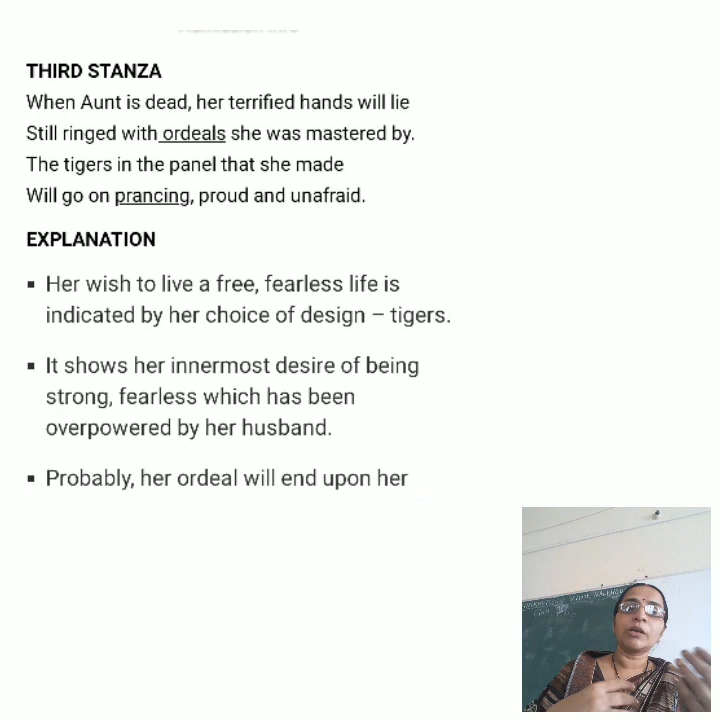 THIRD STANZA
When Aunt is dead, her terrified hands will lie
Still ringed with ordeals she was mastered by.
The tigers in the panel that she made
Will go on prancing, proud and unafraid.
EXPLANATION
▪ Her wish to live a free, fearless life is
indicated by her choice of design – tigers.
▪ It shows her innermost desire of being
strong, fearless which has been
overpowered by her husband.
▪ Probably, her ordeal will end upon her